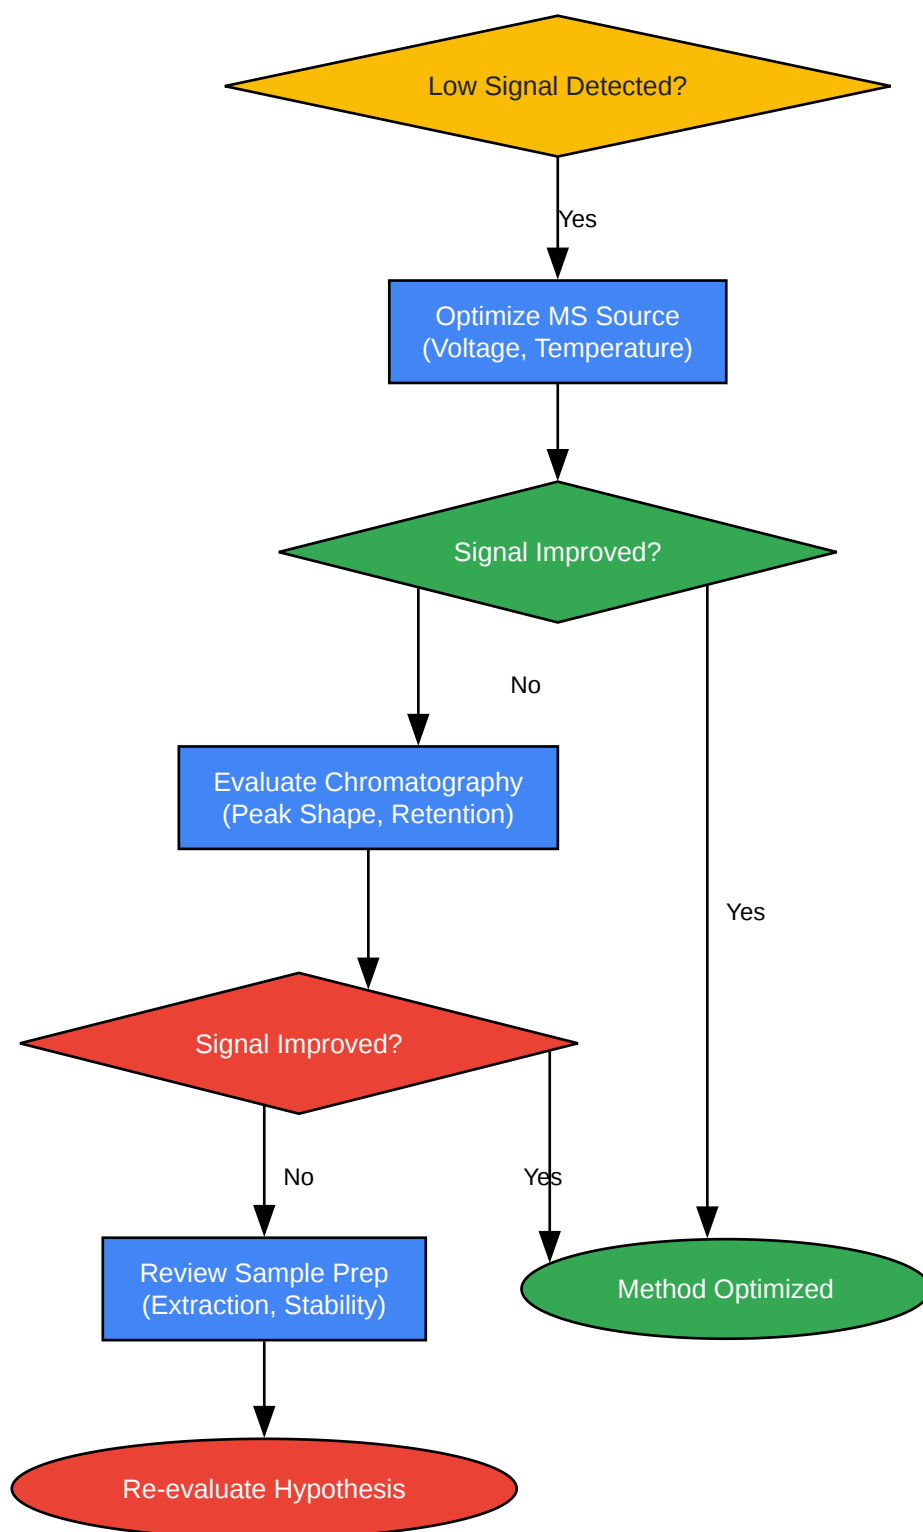 Low Signal Detected?
Yes
Optimize MS Source
(Voltage, Temperature)
Signal Improved?
No
Evaluate Chromatography
(Peak Shape, Retention)
Yes
Signal Improved?
No
Yes
Review Sample Prep
(Extraction, Stability)
Method Optimized
Re-evaluate Hypothesis